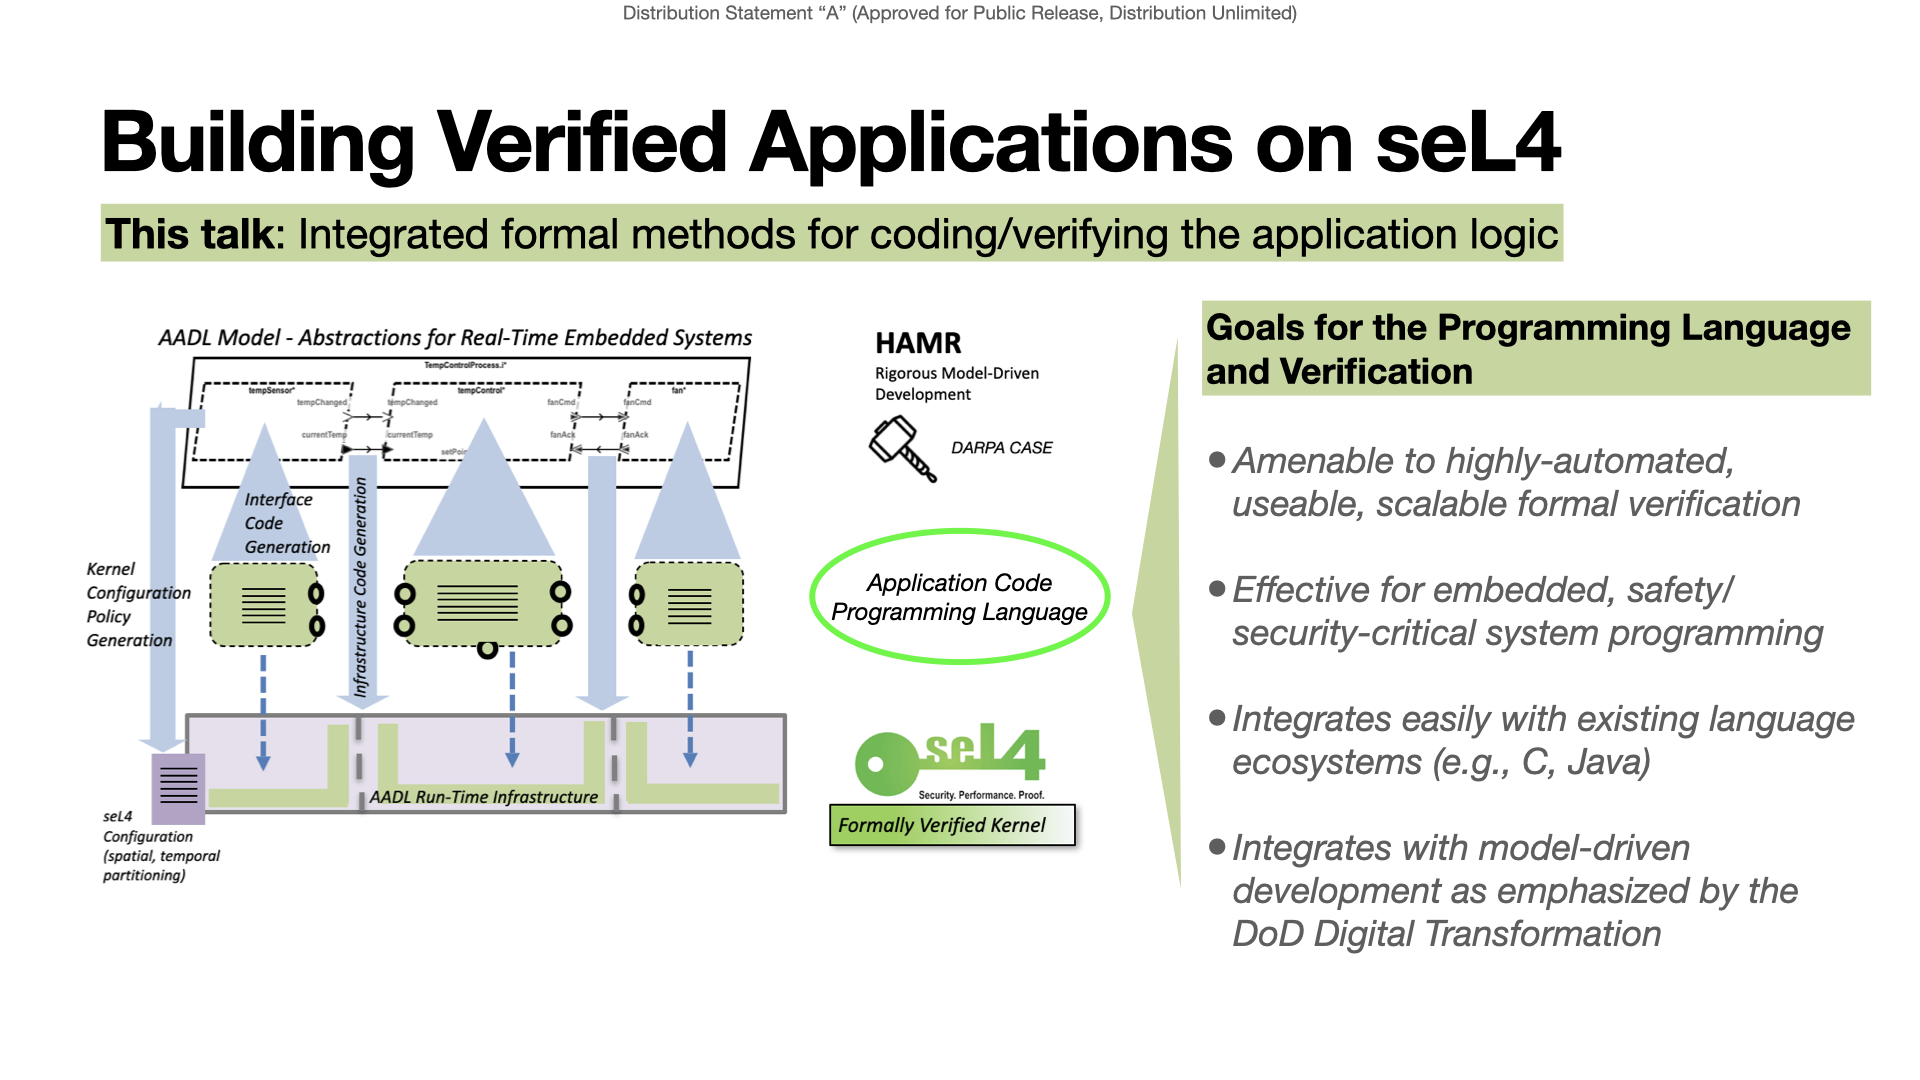 Distribution Statement “A” (Approved for Public Release, Distribution Unlimited)
Building Verified Applications on seL4
This talk: Integrated formal methods for coding/verifying the application logic
AADL Model - Abstractions for Real-Time Embedded Systems
TempControlProcess.i*
tempSensor*
tempControl*
fan*
tempChanged
tempChanged
fanCmd
fanCmd
currentTemp
currentTemp
fanAck
fanAck
Interface
Code
Generation
Infrastructure Code Generation
Kernel
Configuration
Policy
Generation
AADL Run-Time Infrastructure
seL4
Configuration
(spatial, temporal
partitioning)
HAMR
Rigorous Model-Driven
Development
DARPA CASE
Application Code
Programming Language
seL4
Security. Performance. Proof.
Formally Verified Kernel
Goals for the Programming Language
and Verification
•Amenable to highly-automated,
useable, scalable formal verification
•Effective for embedded, safety/
security-critical system programming
•Integrates easily with existing language
ecosystems (e.g., C, Java)
•Integrates with model-driven
development as emphasized by the
DoD Digital Transformation